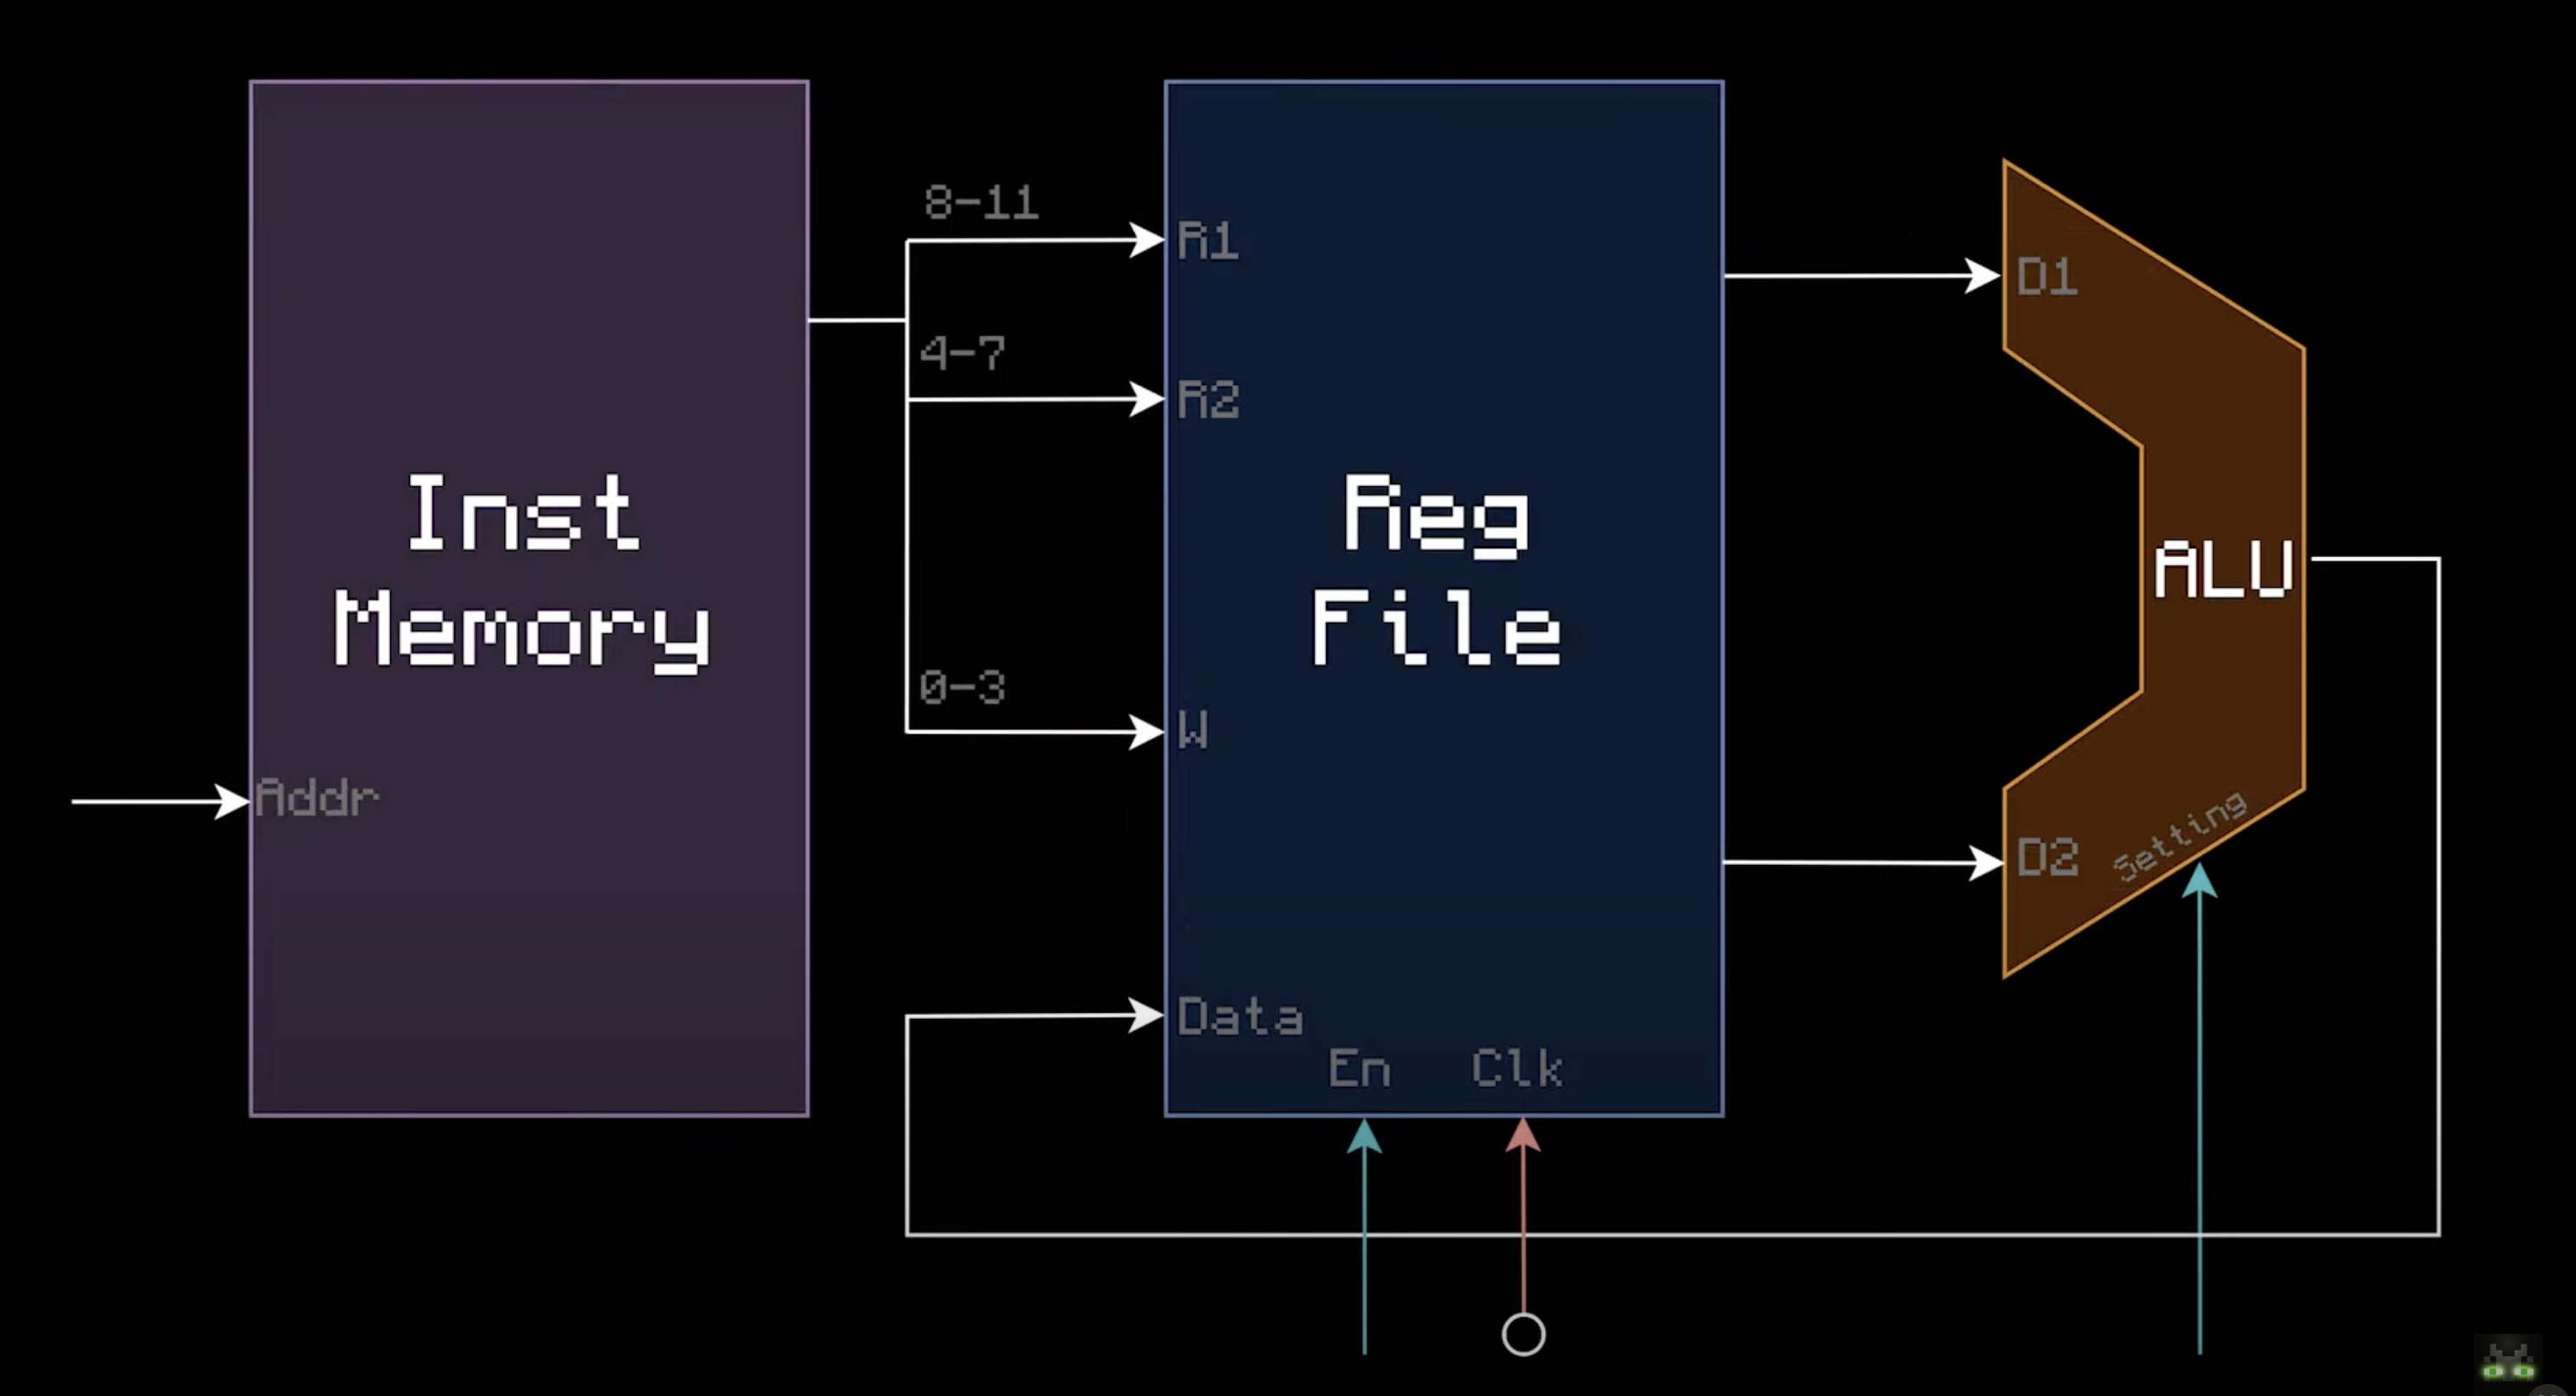 8-11
R1
D1
4-7
R2
Inst
Memory
Reg
File
ALU
0-3
W
Addr
Setting
D2
Data
En
Clk